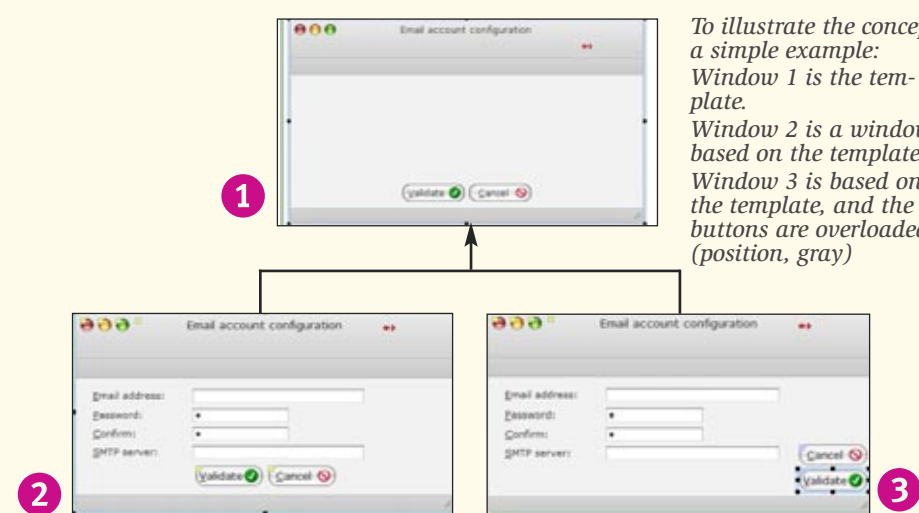 Email account configuration
To illustrate the concep
a simple example:
Window 1 is the tem-
plate.
Window 2 is a window
based on the template
Window 3 is based on
the template, and the
buttons are overloaded
(position, gray)
Validate Cancel
1
Email account configuration
Email address:
Password:
Confirm:
SMTP server:
Validate Cancel
2
Email account configuration
Email address:
Password:
Confirm:
SMTP server:
Cancel
Validate
3